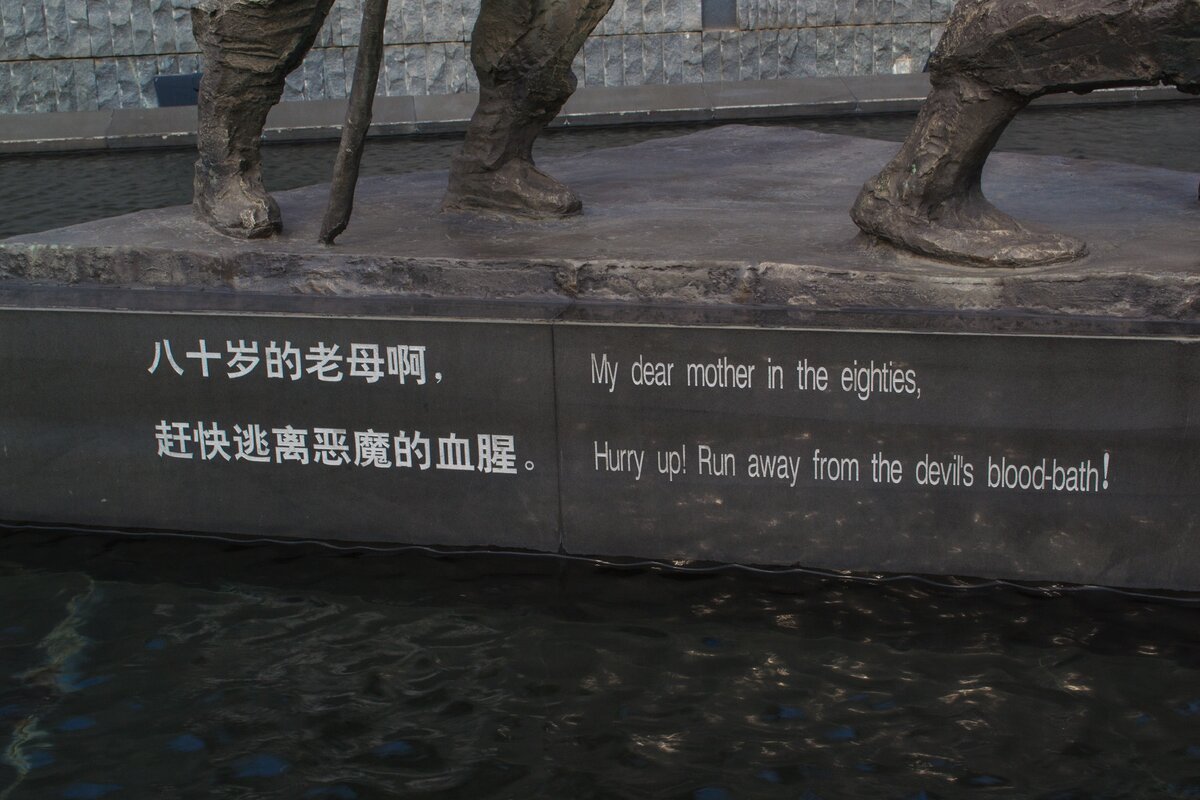 八十岁的老母啊，
赶快逃离恶魔的血腥。
My dear mother in the eighties,
Hurry up! Run away from the devil's blood-bath!